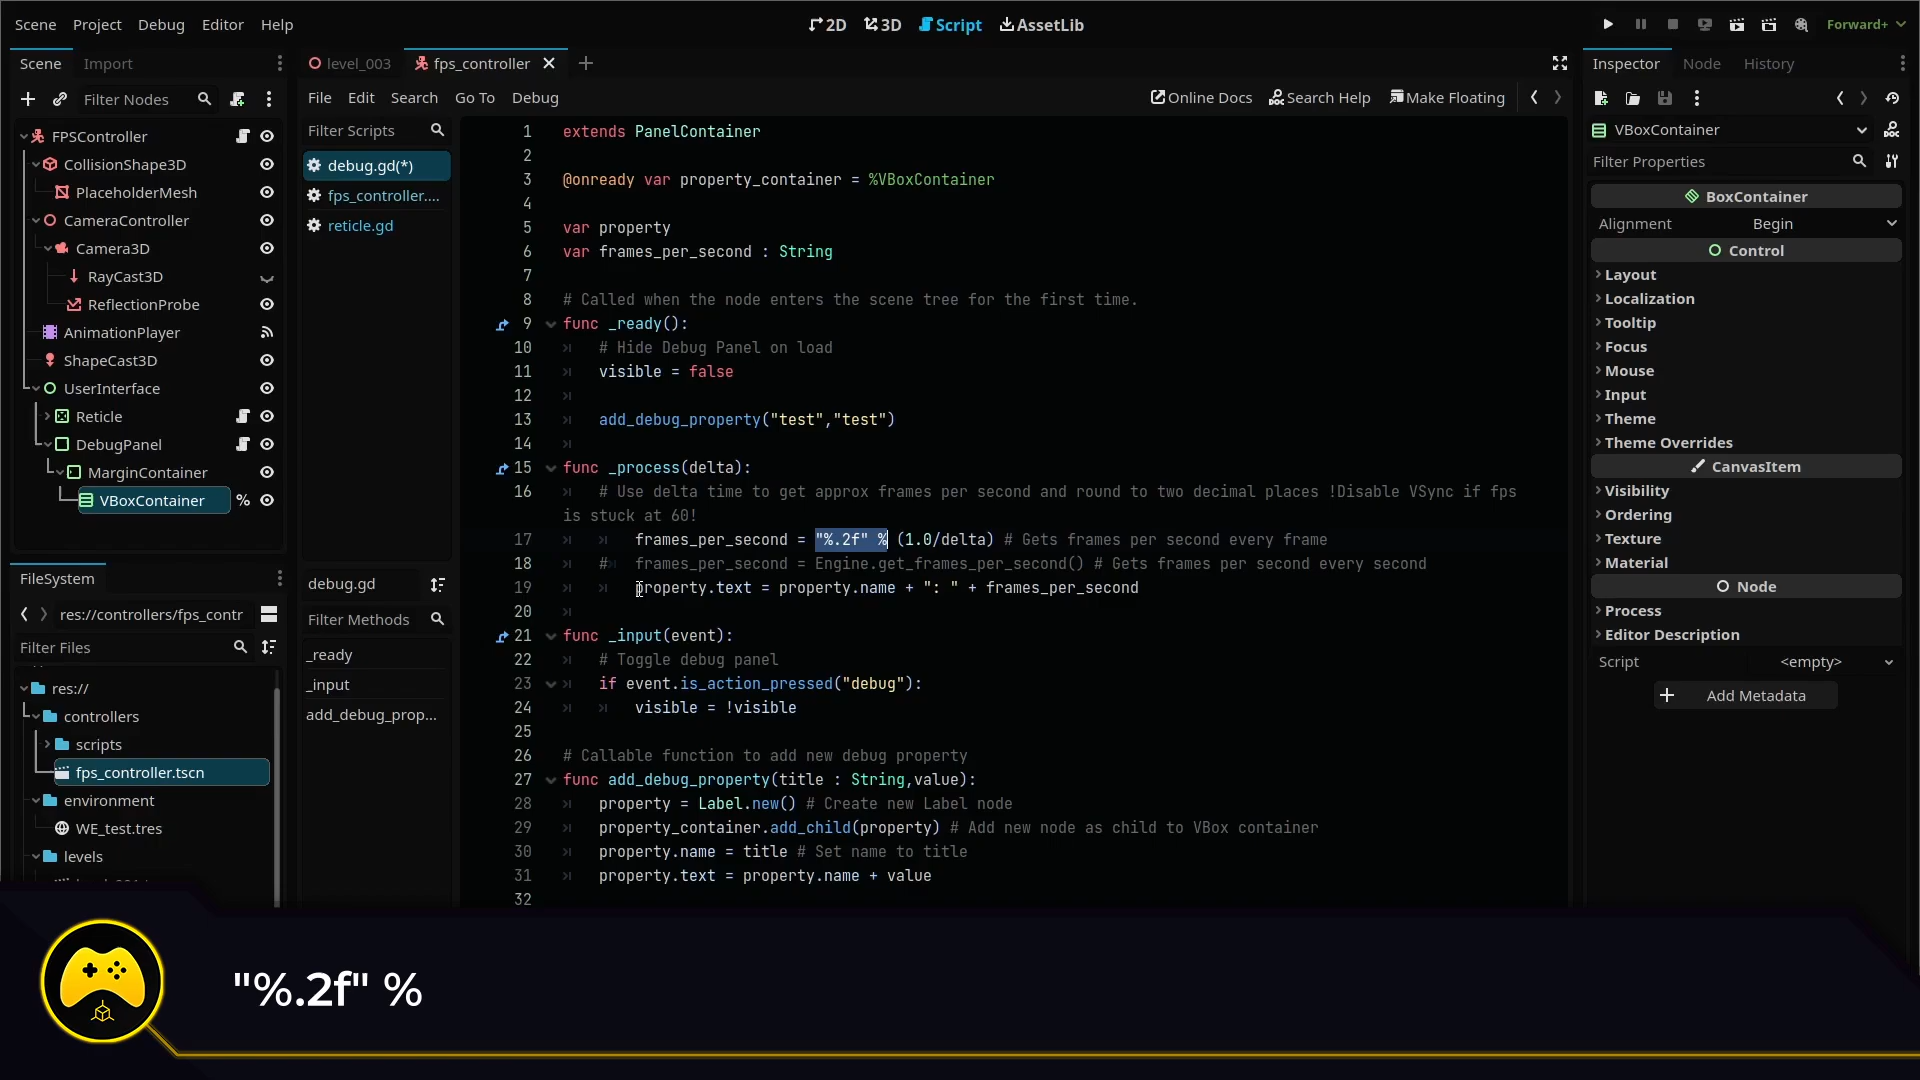 Scene Project Debug Editor Help
2D 3D Script AssetLib
Forward+
Scene Import
Filter Nodes
FPSController
CollisionShape3D
PlaceholderMesh
CameraController
Camera3D
RayCast3D
ReflectionProbe
AnimationPlayer
ShapeCast3D
UserInterface
Reticle
DebugPanel
MarginContainer
VBoxContainer %
FileSystem
res://controllers/fps_contr
Filter Files
res://
controllers
scripts
fps_controller.tscn
environment
WE_test.tres
levels
level_003 fps_controller
File Edit Search Go To Debug
Online Docs Search Help Make Floating
Filter Scripts
debug.gd(*)
fps_controller....
reticle.gd
debug.gd
Filter Methods
_ready
_input
add_debug_prop...
1 extends PanelContainer
2
3 @onready var property_container = %VBoxContainer
4
5 var property
6 var frames_per_second : String
7
8 # Called when the node enters the scene tree for the first time.
9 func _ready():
10 # Hide Debug Panel on load
11 visible = false
12
13 add_debug_property("test","test")
14
15 func _process(delta):
16 # Use delta time to get approx frames per second and round to two decimal places !Disable VSync if fps
is stuck at 60!
17 frames_per_second = "%.2f" % (1.0/delta) # Gets frames per second every frame
18 # frames_per_second = Engine.get_frames_per_second() # Gets frames per second every second
19 property.text = property.name + ": " + frames_per_second
20
21 func _input(event):
22 # Toggle debug panel
23 if event.is_action_pressed("debug"):
24 visible = !visible
25
26 # Callable function to add new debug property
27 func add_debug_property(title : String,value):
28 property = Label.new() # Create new Label node
29 property_container.add_child(property) # Add new node as child to VBox container
30 property.name = title # Set name to title
31 property.text = property.name + value
32
Inspector Node History
VBoxContainer
Filter Properties
BoxContainer
Alignment Begin
Control
Layout
Localization
Tooltip
Focus
Mouse
Input
Theme
Theme Overrides
CanvasItem
Visibility
Ordering
Texture
Material
Node
Process
Editor Description
Script <empty>
Add Metadata
"%.2f" %